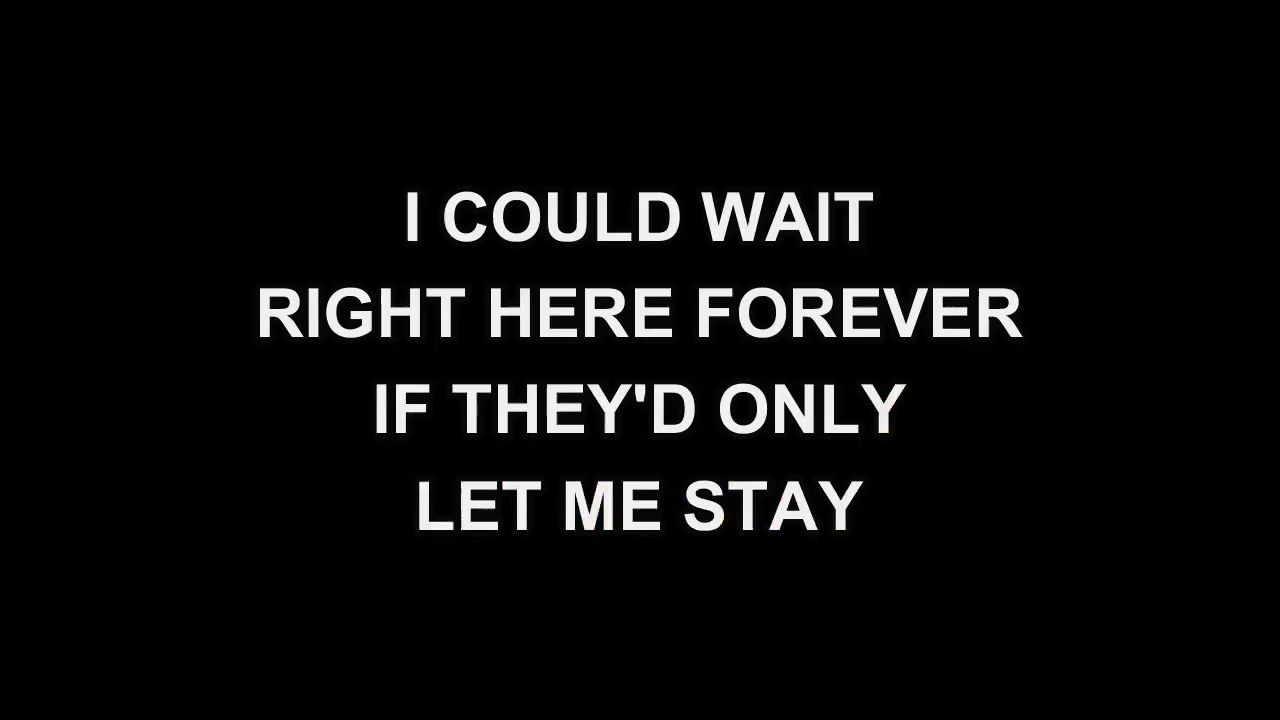 I COULD WAIT
RIGHT HERE FOREVER
IF THEY'D ONLY
LET ME STAY